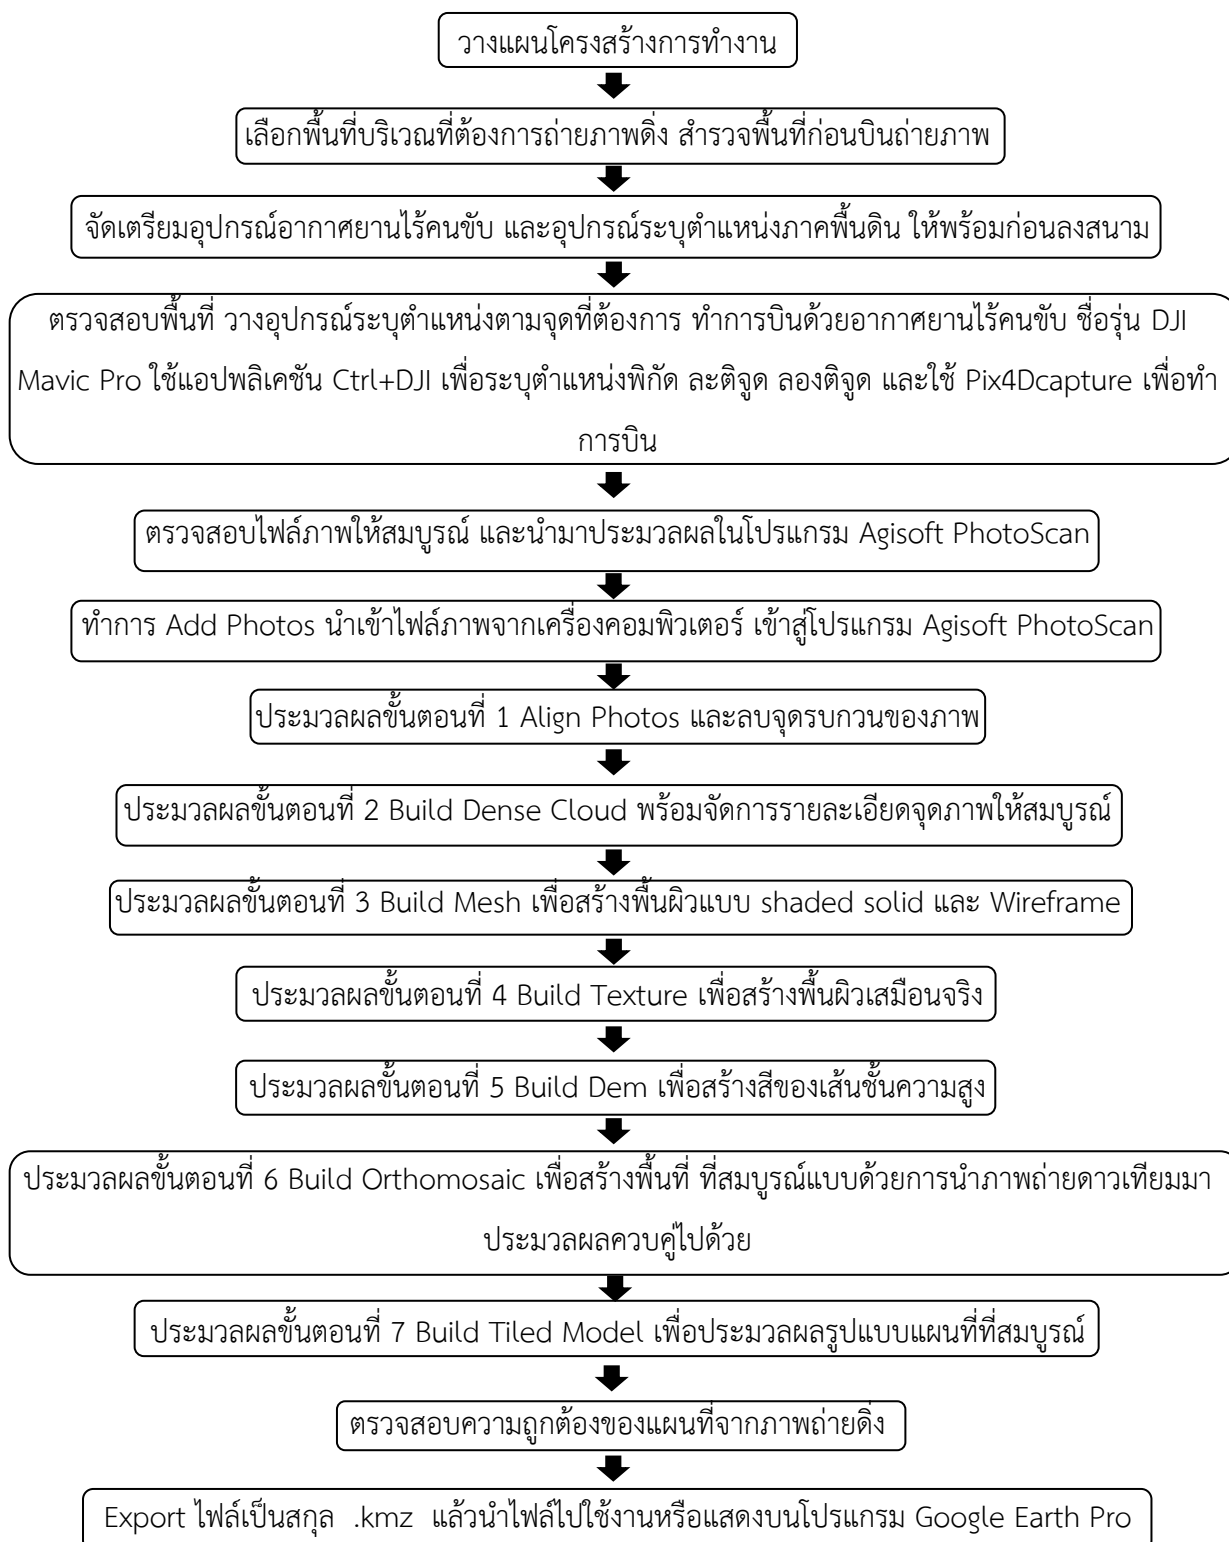 วางแผนโครงสร้างการทำงาน
เลือกพื้นที่บริเวณที่ต้องการถ่ายภาพดิ่ง สำรวจพื้นที่ก่อนบินถ่ายภาพ
จัดเตรียมอุปกรณ์อากาศยานไร้คนขับ และอุปกรณ์ระบุตำแหน่งภาคพื้นดิน ให้พร้อมก่อนลงสนาม
ตรวจสอบพื้นที่ วางอุปกรณ์ระบุตำแหน่งตามจุดที่ต้องการ ทำการบินด้วยอากาศยานไร้คนขับ ชื่อรุ่น DJI
Mavic Pro ใช้แอปพลิเคชัน Ctrl+DJI เพื่อระบุตำแหน่งพิกัด ละติจูด ลองติจูด และใช้ Pix4Dcapture เพื่อทำ
การบิน
ตรวจสอบไฟล์ภาพให้สมบูรณ์ และนำมาประมวลผลในโปรแกรม Agisoft PhotoScan
ทำการ Add Photos นำเข้าไฟล์ภาพจากเครื่องคอมพิวเตอร์ เข้าสู่โปรแกรม Agisoft PhotoScan
ประมวลผลขั้นตอนที่ 1 Align Photos และลบจุดรบกวนของภาพ
ประมวลผลขั้นตอนที่ 2 Build Dense Cloud พร้อมจัดการรายละเอียดจุดภาพให้สมบูรณ์
ประมวลผลขั้นตอนที่ 3 Build Mesh เพื่อสร้างพื้นผิวแบบ shaded solid และ Wireframe
ประมวลผลขั้นตอนที่ 4 Build Texture เพื่อสร้างพื้นผิวเสมือนจริง
ประมวลผลขั้นตอนที่ 5 Build Dem เพื่อสร้างสีของเส้นชั้นความสูง
ประมวลผลขั้นตอนที่ 6 Build Orthomosaic เพื่อสร้างพื้นที่ ที่สมบูรณ์แบบด้วยการนำภาพถ่ายดาวเทียมมา
ประมวลผลควบคู่ไปด้วย
ประมวลผลขั้นตอนที่ 7 Build Tiled Model เพื่อประมวลผลรูปแบบแผนที่ที่สมบูรณ์
ตรวจสอบความถูกต้องของแผนที่จากภาพถ่ายดิ่ง
Export ไฟล์เป็นสกุล .kmz แล้วนำไฟล์ไปใช้งานหรือแสดงบนโปรแกรม Google Earth Pro